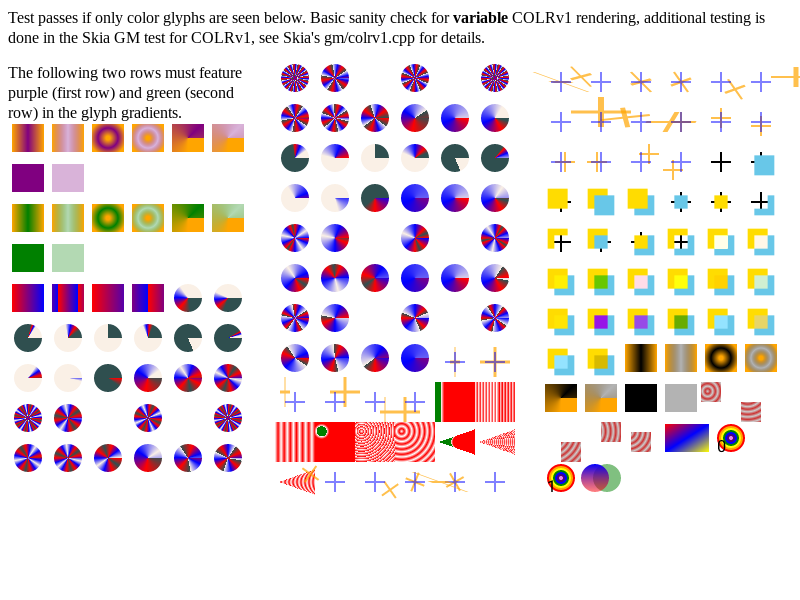 Test passes if only color glyphs are seen below. Basic sanity check for variable COLRv1 rendering, additional testing is
done in the Skia GM test for COLRv1, see Skia's gm/colrv1.cpp for details.
The following two rows must feature
purple (first row) and green (second
row) in the glyph gradients.
0
1